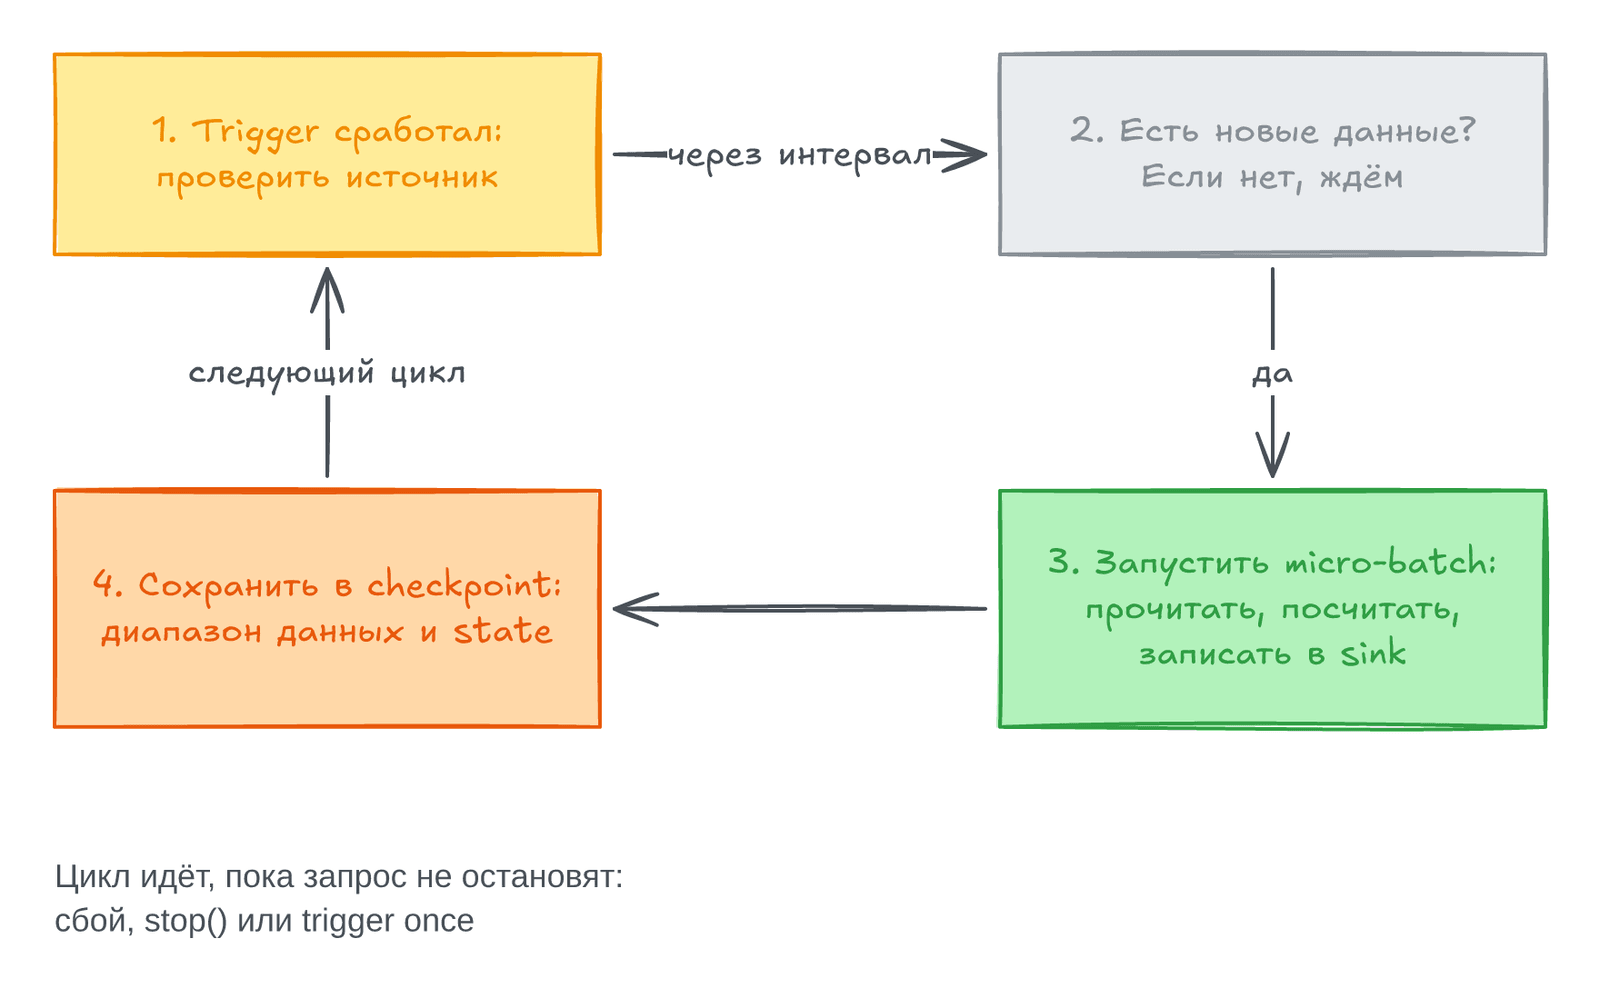 1. Trigger сработал:
проверить источник
через интервал
2. Есть новые данные?
Если нет, ждём
следующий цикл
да
4. Сохранить в checkpoint:
диапазон данных и state
3. Запустить micro-batch:
прочитать, посчитать,
записать в sink
Цикл идёт, пока запрос не остановят:
сбой, stop() или trigger once